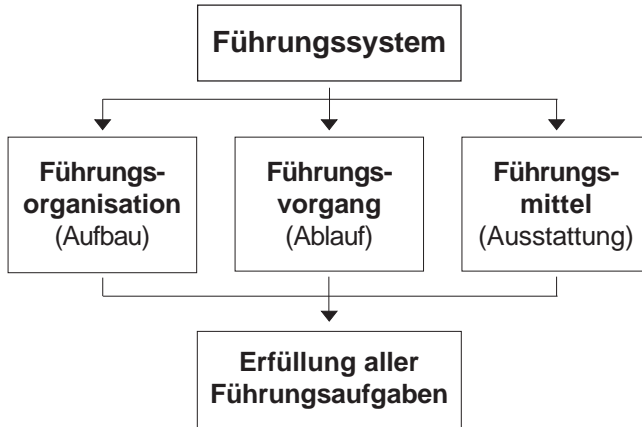 Führungssystem
Führungs-
organisation
(Aufbau)
Führungs-
vorgang
(Ablauf)
Führungs-
mittel
(Ausstattung)
Erfüllung aller
Führungsaufgaben